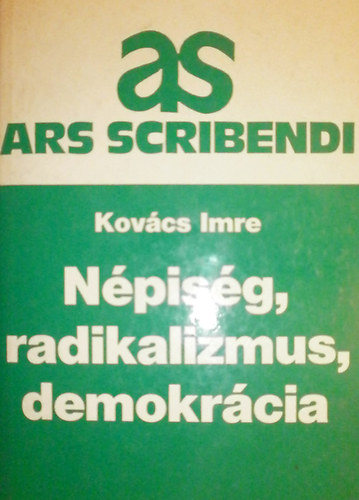 as
ARS SCRIBENDI
Kovács Imre
Népiség,
radikalizmus,
demokrácia